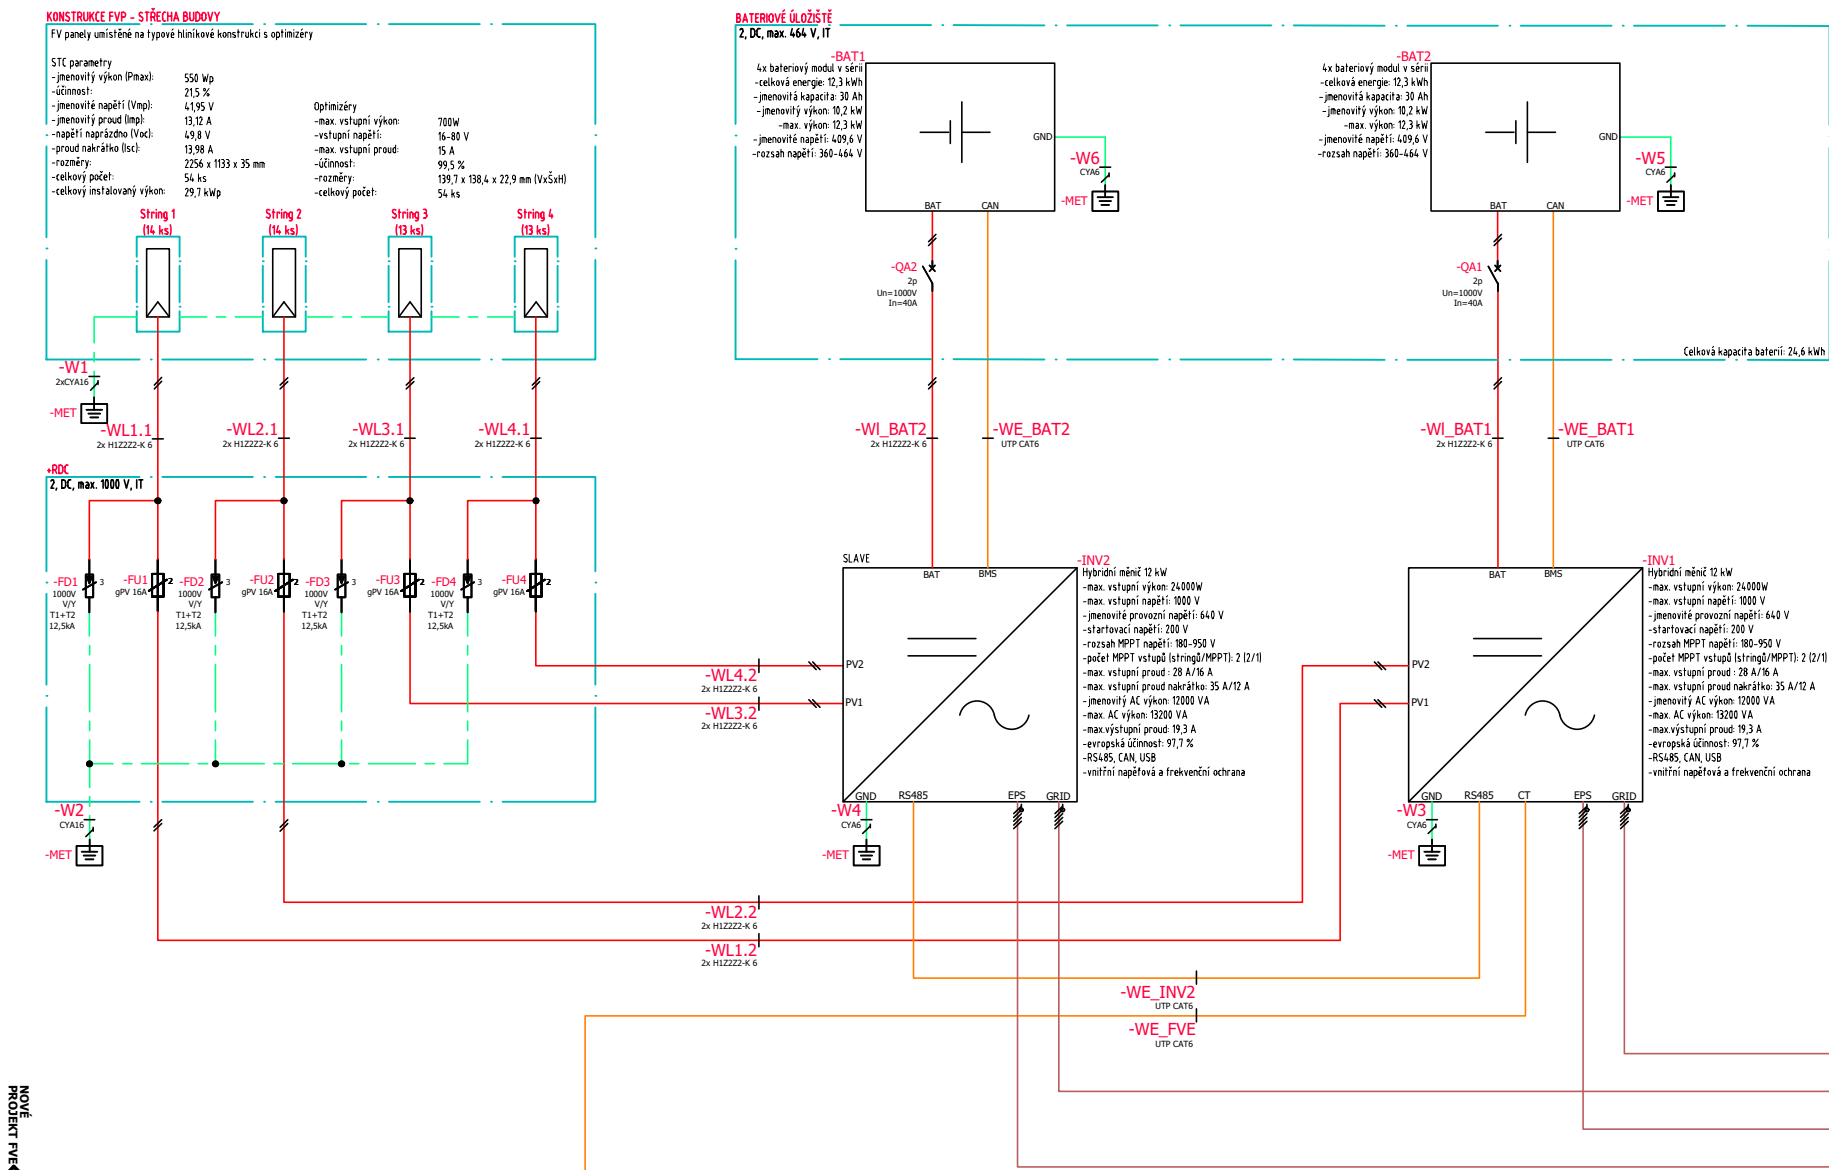 KONSTRUKCE FVP - STŘECHA BUDOVY
FV panely umístěné na typové hliníkové konstrukci s optimizéry
STC parametry
-jmenovitý výkon (Pmax): 550 Wp
-účinnost: 21,5 %
-jmenovité napětí (Vmp): 41,95 V
-jmenovitý proud (Imp): 13,12 A
-napětí naprázdno (Voc): 49,8 V
-proud nakrátko (Isc): 13,98 A
-rozměry: 2256 x 1133 x 35 mm
-celkový počet: 54 ks
-celkový instalovaný výkon: 29,7 kWp
Optimizéry
-max. vstupní výkon: 700W
-vstupní napětí: 16-80 V
-max. vstupní proud: 15 A
-účinnost: 99,5 %
-rozměry: 139,7 x 138,4 x 22,9 mm (VxŠxH)
-celkový počet: 54 ks
String 1
(14 ks)
String 2
(14 ks)
String 3
(13 ks)
String 4
(13 ks)
-W1
2xCYA16
-MET
-WL1.1
2x H1Z2Z2-K 6
-WL2.1
2x H1Z2Z2-K 6
-WL3.1
2x H1Z2Z2-K 6
-WL4.1
2x H1Z2Z2-K 6
BATERIOVÉ ÚLOŽIŠTĚ
2, DC, max. 464 V, IT
-BAT1
4x bateriový modul v sérii
-celková energie: 12,3 kWh
-jmenovitá kapacita: 30 Ah
-jmenovitý výkon: 10,2 kW
-max. výkon: 12,3 kW
-jmenovité napětí: 409,6 V
-rozsah napětí: 360-464 V
GND
BAT
CAN
-W6
CYA6
-MET
-QA2
2p
Un=1000V
In=40A
-BAT2
4x bateriový modul v sérii
-celková energie: 12,3 kWh
-jmenovitá kapacita: 30 Ah
-jmenovitý výkon: 10,2 kW
-max. výkon: 12,3 kW
-jmenovité napětí: 409,6 V
-rozsah napětí: 360-464 V
GND
BAT
CAN
-W5
CYA6
-MET
-QA1
2p
Un=1000V
In=40A
Celková kapacita baterií: 24,6 kWh
-Wl_BAT2
2x H1Z2Z2-K 6
-WE_BAT2
UTP CAT6
-Wl_BAT1
2x H1Z2Z2-K 6
-WE_BAT1
UTP CAT6
+RDC
2, DC, max. 1000 V, IT
-FD1
1000V
V/Y
T1+T2
12,5kA
3
-FU1
gPV 16A
2
-FD2
1000V
V/Y
T1+T2
12,5kA
3
-FU2
gPV 16A
2
-FD3
1000V
V/Y
T1+T2
12,5kA
3
-FU3
gPV 16A
2
-FD4
1000V
V/Y
T1+T2
12,5kA
3
-FU4
gPV 16A
2
-W2
CYA16
-MET
-WL4.2
2x H1Z2Z2-K 6
-WL3.2
2x H1Z2Z2-K 6
SLAVE
BAT
BMS
PV2
PV1
GND
RS485
EPS
GRID
-INV2
Hybridní měnič 12 kW
-max. vstupní výkon: 24000W
-max. vstupní napětí: 1000 V
-jmenovité provozní napětí: 640 V
-startovací napětí: 200 V
-rozsah MPPT napětí: 180-950 V
-počet MPPT vstupů (stringů/MPPT): 2 (2/1)
-max. vstupní proud : 28 A/16 A
-max. vstupní proud nakrátko: 35 A/12 A
-jmenovitý AC výkon: 12000 VA
-max. AC výkon: 13200 VA
-max.výstupní proud: 19,3 A
-evropská účinnost: 97,7 %
-RS485, CAN, USB
-vnitřní napěťová a frekvenční ochrana
-W4
CYA6
-MET
BAT
BMS
PV2
PV1
GND
RS485
CT
EPS
GRID
-INV1
Hybridní měnič 12 kW
-max. vstupní výkon: 24000W
-max. vstupní napětí: 1000 V
-jmenovité provozní napětí: 640 V
-startovací napětí: 200 V
-rozsah MPPT napětí: 180-950 V
-počet MPPT vstupů (stringů/MPPT): 2 (2/1)
-max. vstupní proud : 28 A/16 A
-max. vstupní proud nakrátko: 35 A/12 A
-jmenovitý AC výkon: 12000 VA
-max. AC výkon: 13200 VA
-max.výstupní proud: 19,3 A
-evropská účinnost: 97,7 %
-RS485, CAN, USB
-vnitřní napěťová a frekvenční ochrana
-W3
CYA6
-MET
-WL2.2
2x H1Z2Z2-K 6
-WL1.2
2x H1Z2Z2-K 6
-WE_INV2
UTP CAT6
-WE_FVE
UTP CAT6
NOVÉ
PROJEKT FVE